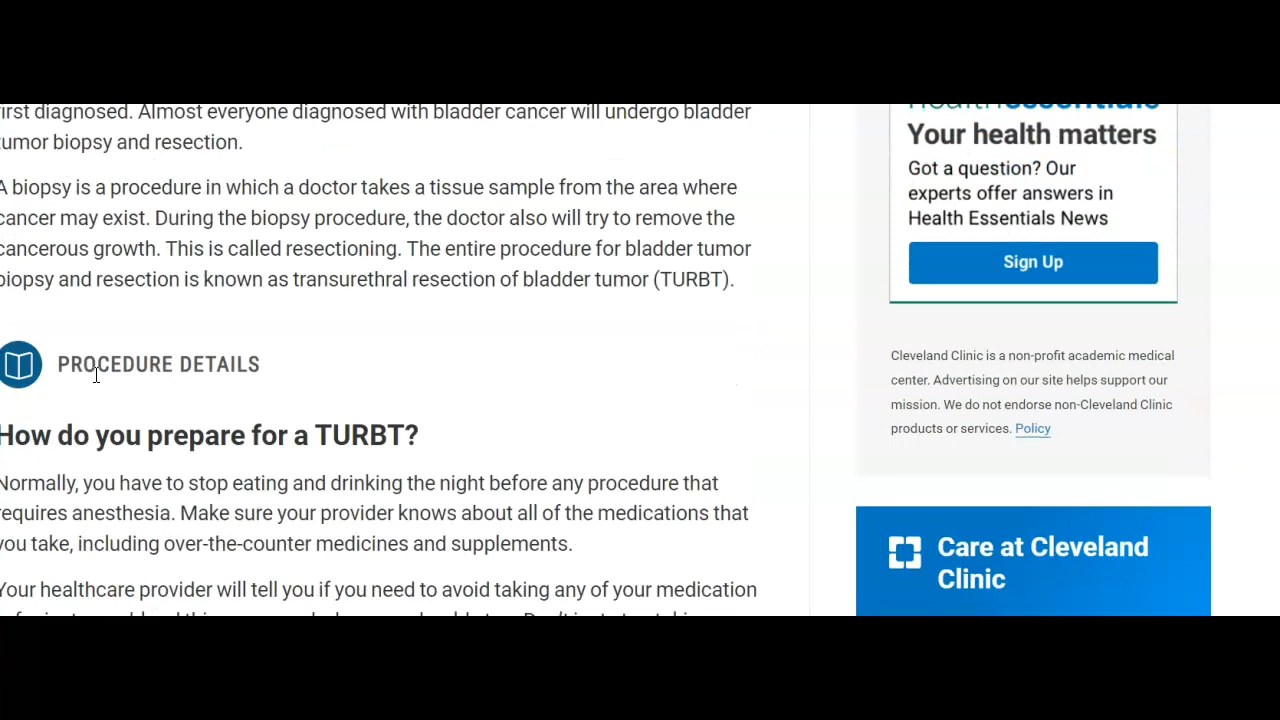 first diagnosed. Almost everyone diagnosed with bladder cancer will undergo bladder
tumor biopsy and resection.
A biopsy is a procedure in which a doctor takes a tissue sample from the area where
cancer may exist. During the biopsy procedure, the doctor also will try to remove the
cancerous growth. This is called resectioning. The entire procedure for bladder tumor
biopsy and resection is known as transurethral resection of bladder tumor (TURBT).
PROCEDURE DETAILS
How do you prepare for a TURBT?
Normally, you have to stop eating and drinking the night before any procedure that
requires anesthesia. Make sure your provider knows about all of the medications that
you take, including over-the-counter medicines and supplements.
Your healthcare provider will tell you if you need to avoid taking any of your medication
healthessentials
Your health matters
Got a question? Our
experts offer answers in
Health Essentials News
Sign Up
Cleveland Clinic is a non-profit academic medical
center. Advertising on our site helps support our
mission. We do not endorse non-Cleveland Clinic
products or services. Policy
Care at Cleveland
Clinic